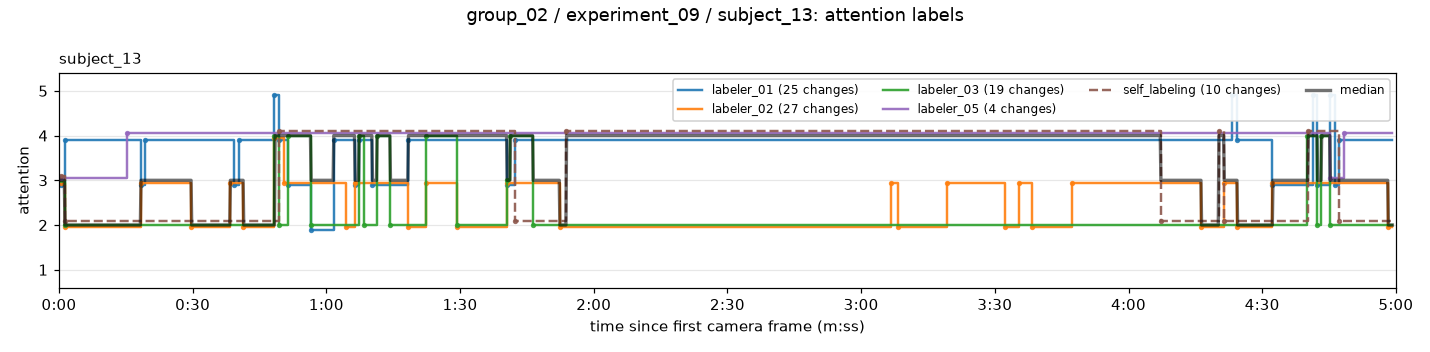 group_02 / experiment_09 / subject_13: attention labels
subject_13
labeler_01 (25 changes)
labeler_02 (27 changes)
labeler_03 (19 changes)
labeler_05 (4 changes)
self_labeling (10 changes)
median
attention
5
4
3
2
1
0:00 0:30 1:00 1:30 2:00 2:30 3:00 3:30 4:00 4:30 5:00
time since first camera frame (m:ss)